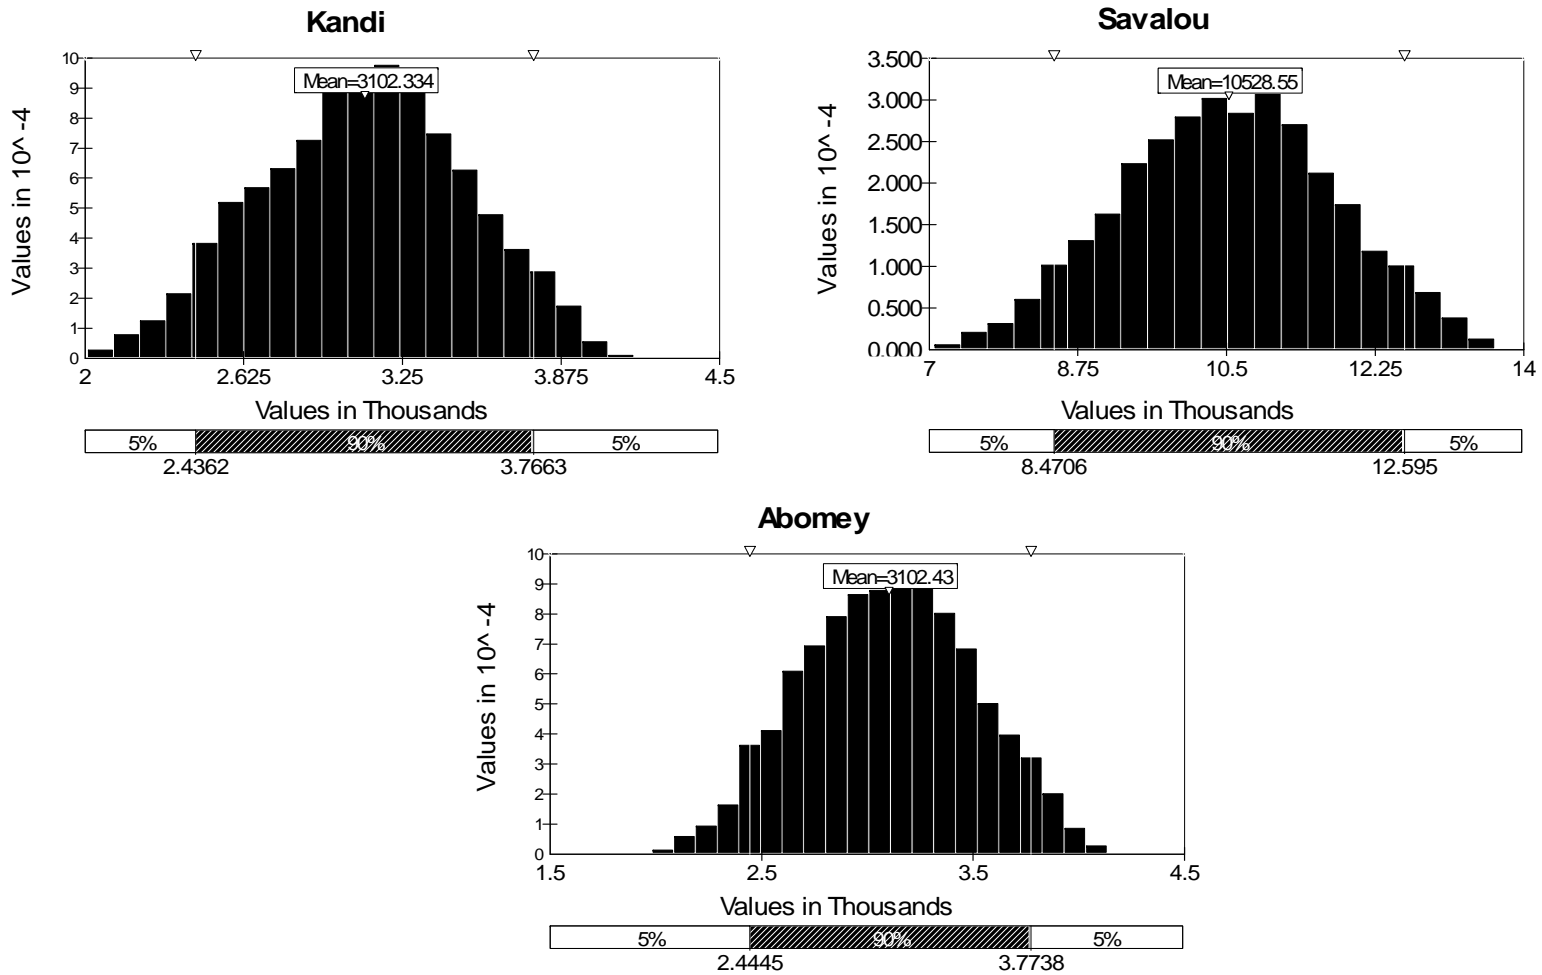 Kandi
Values in 10^ -4
10
9
8
7
6
5
4
3
2
1
0
Mean=3102.334
2 2.625 3.25 3.875 4.5
Values in Thousands
5% 90% 5%
2.4362 3.7663
Savalou
Values in 10^ -4
3.500
3.000
2.500
2.000
1.500
1.000
0.500
0.000
Mean=10528.55
7 8.75 10.5 12.25 14
Values in Thousands
5% 90% 5%
8.4706 12.595
Abomey
Values in 10^ -4
10
9
8
7
6
5
4
3
2
1
0
Mean=3102.43
1.5 2.5 3.5 4.5
Values in Thousands
5% 90% 5%
2.4445 3.7738